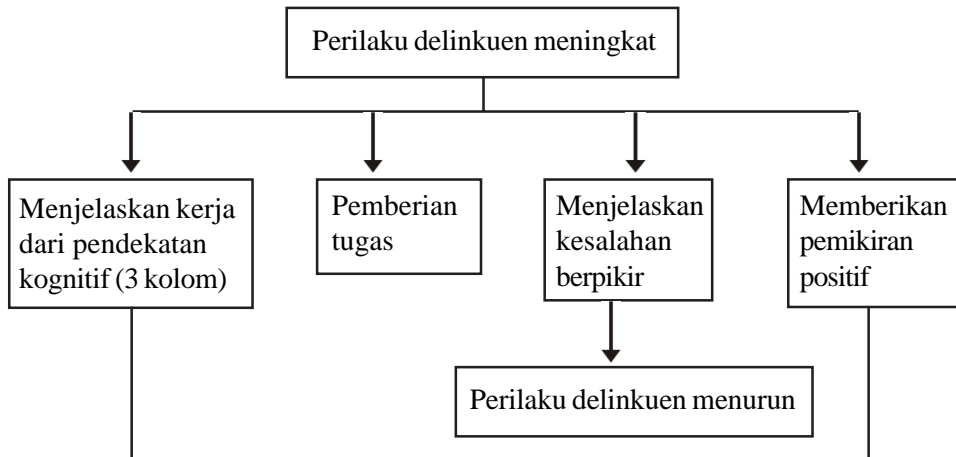 Perilaku delinkuen meningkat
Menjelaskan kerja
dari pendekatan
kognitif (3 kolom)
Pemberian
tugas
Menjelaskan
kesalahan
berpikir
Memberikan
pemikiran
positif
Perilaku delinkuen menurun